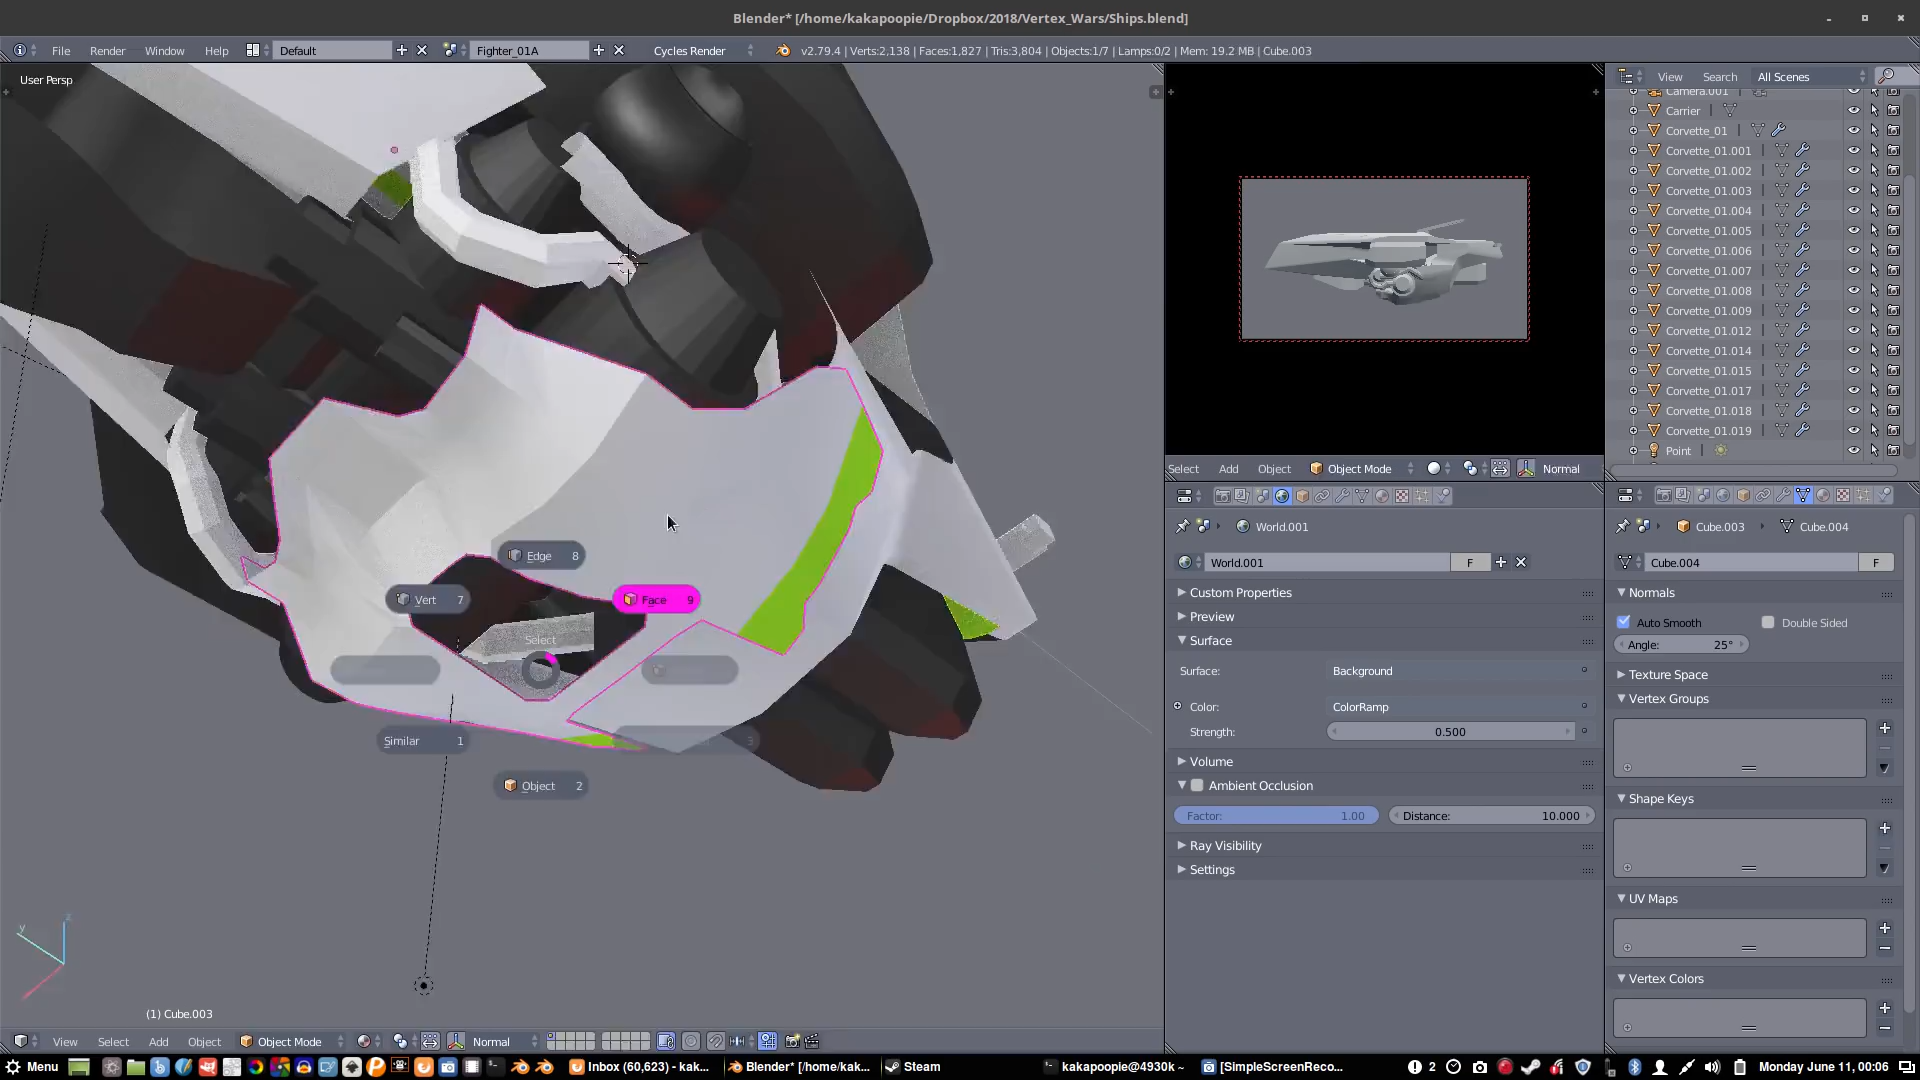 Blender* [/home/kakapoopie/Dropbox/2018/Vertex_Wars/Ships.blend]
File Render Window Help Default Fighter_01A Cycles Render v2.79.4 | Verts:2,138 | Faces:1,827 | Tris:3,804 | Objects:1/7 | Lamps:0/2 | Mem: 19.2 MB | Cube.003
User Persp
View Search All Scenes
Camera.001
Carrier
Corvette_01
Corvette_01.001
Corvette_01.002
Corvette_01.003
Corvette_01.004
Corvette_01.005
Corvette_01.006
Corvette_01.007
Corvette_01.008
Corvette_01.009
Corvette_01.012
Corvette_01.014
Corvette_01.015
Corvette_01.017
Corvette_01.018
Corvette_01.019
Point
Select Add Object Object Mode Normal
World.001
World.001 F
Custom Properties
Preview
Surface
Surface: Background
Color: ColorRamp
Strength: 0.500
Volume
Ambient Occlusion
Factor: 1.00 Distance: 10.000
Ray Visibility
Settings
Cube.003 Cube.004
Cube.004 F
Normals
Auto Smooth Double Sided
Angle: 25°
Texture Space
Vertex Groups
Shape Keys
UV Maps
Vertex Colors
Edge 8
Vert 7
Face 9
Select
Similar 1
3
Object 2
z
y
(1) Cube.003
View Select Add Object Object Mode Normal
Menu Inbox (60,623) - kak... Blender* [/home/kak... Steam kakapoopie@4930k ~ [SimpleScreenReco... 2 Monday June 11, 00:06